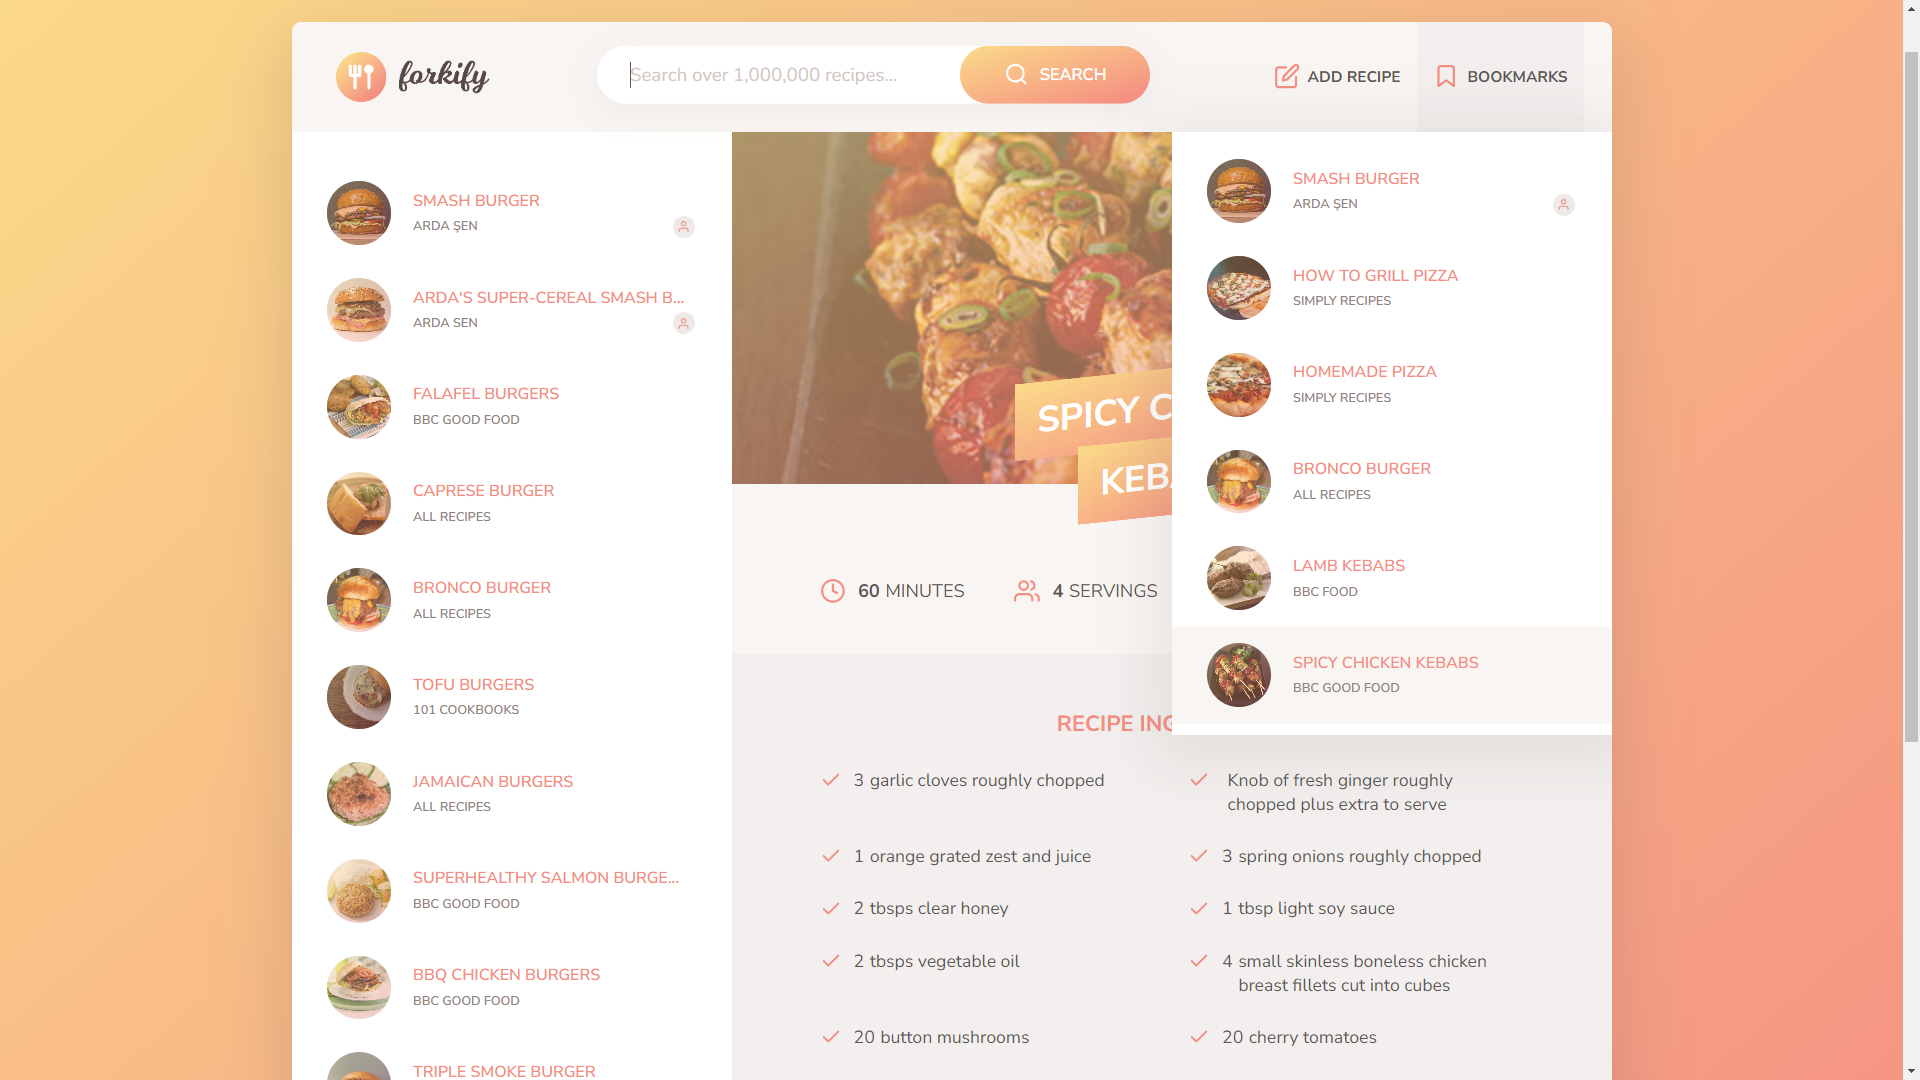 forkify
Search over 1,000,000 recipes...
SEARCH
ADD RECIPE
BOOKMARKS
SMASH BURGER
ARDA ŞEN
ARDA'S SUPER-CEREAL SMASH B...
ARDA SEN
FALAFEL BURGERS
BBC GOOD FOOD
CAPRESE BURGER
ALL RECIPES
BRONCO BURGER
ALL RECIPES
TOFU BURGERS
101 COOKBOOKS
JAMAICAN BURGERS
ALL RECIPES
SUPERHEALTHY SALMON BURGE...
BBC GOOD FOOD
BBQ CHICKEN BURGERS
BBC GOOD FOOD
TRIPLE SMOKE BURGER
SPICY C
KEBA
60 MINUTES
4 SERVINGS
RECIPE ING
3 garlic cloves roughly chopped
Knob of fresh ginger roughly
chopped plus extra to serve
1 orange grated zest and juice
3 spring onions roughly chopped
2 tbsps clear honey
1 tbsp light soy sauce
2 tbsps vegetable oil
4 small skinless boneless chicken
breast fillets cut into cubes
20 button mushrooms
20 cherry tomatoes
SMASH BURGER
ARDA ŞEN
HOW TO GRILL PIZZA
SIMPLY RECIPES
HOMEMADE PIZZA
SIMPLY RECIPES
BRONCO BURGER
ALL RECIPES
LAMB KEBABS
BBC FOOD
SPICY CHICKEN KEBABS
BBC GOOD FOOD